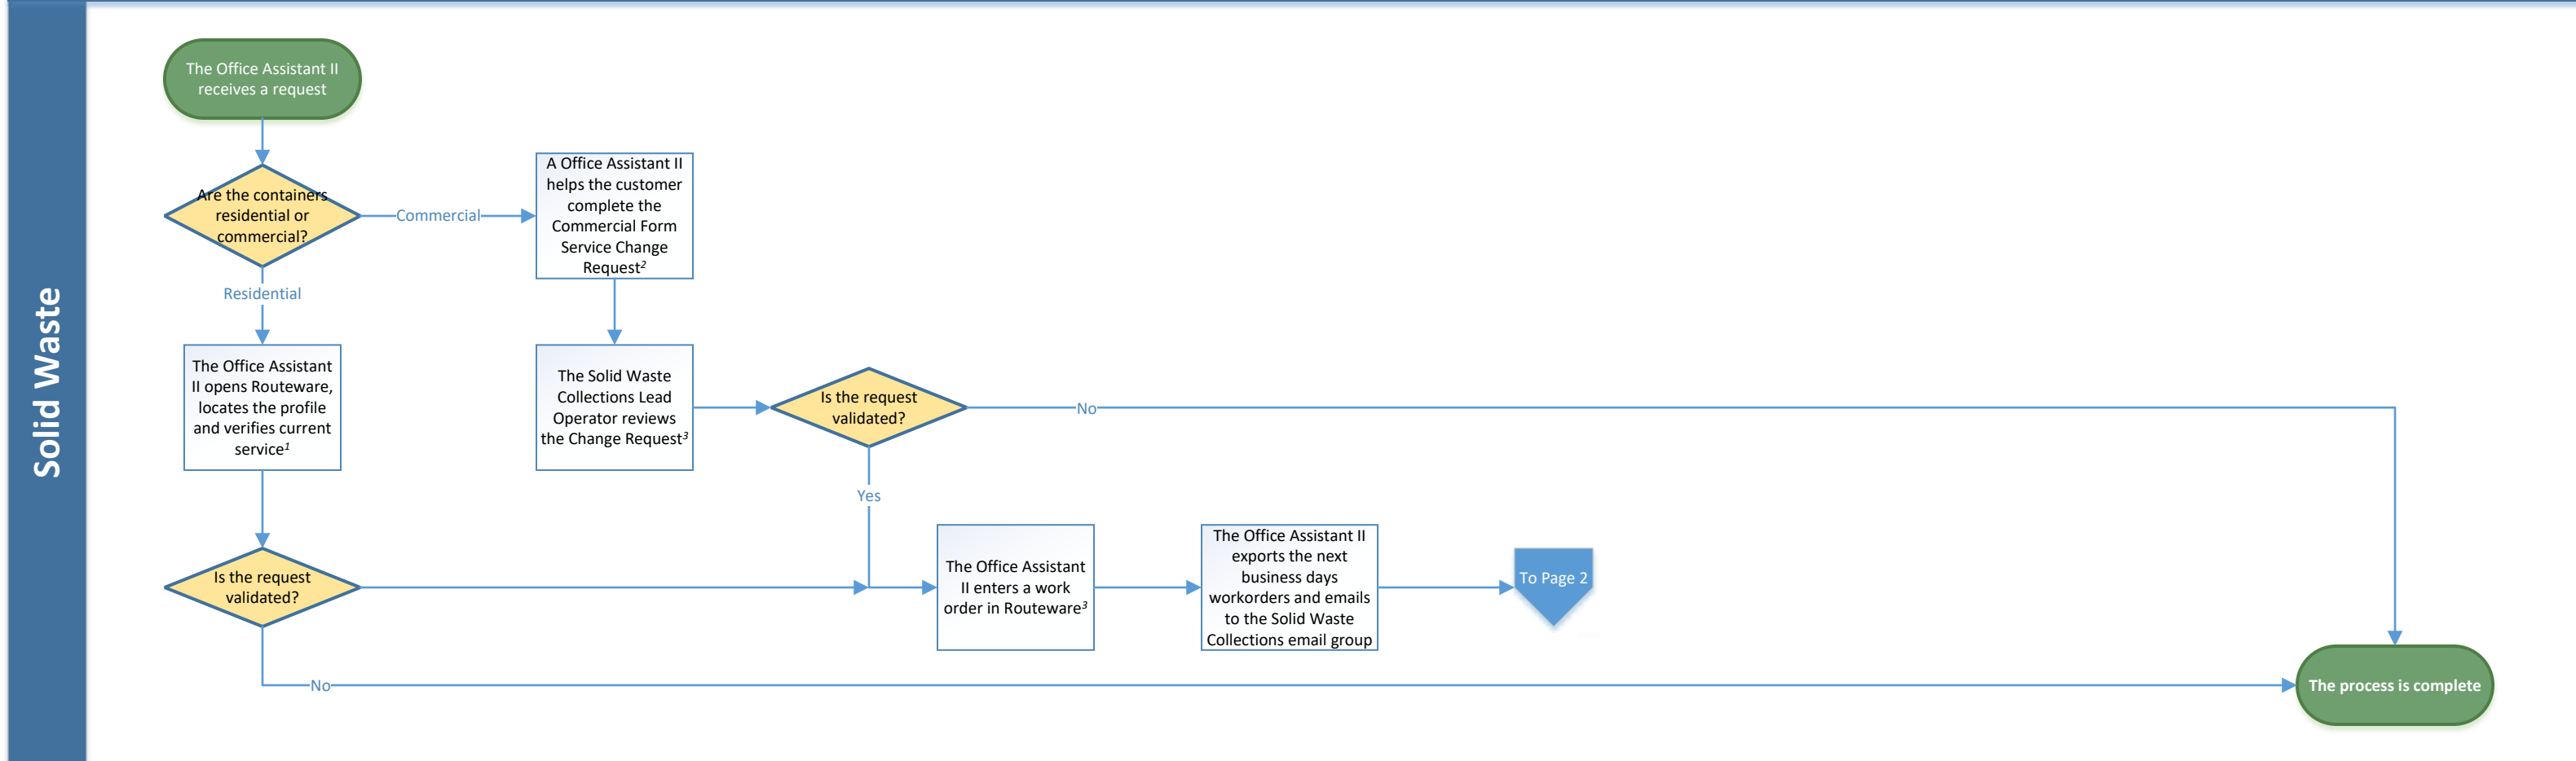 Solid Waste
The Office Assistant II
receives a request
Are the containers
residential or
commercial?
Commercial
A Office Assistant II
helps the customer
complete the
Commercial Form
Service Change
Request²
Residential
The Office Assistant
II opens Routeware,
locates the profile
and verifies current
service¹
The Solid Waste
Collections Lead
Operator reviews
the Change Request³
Is the request
validated?
No
Yes
Is the request
validated?
The Office Assistant
II enters a work
order in Routeware³
The Office Assistant II
exports the next
business days
workorders and emails
to the Solid Waste
Collections email group
To Page 2
No
The process is complete